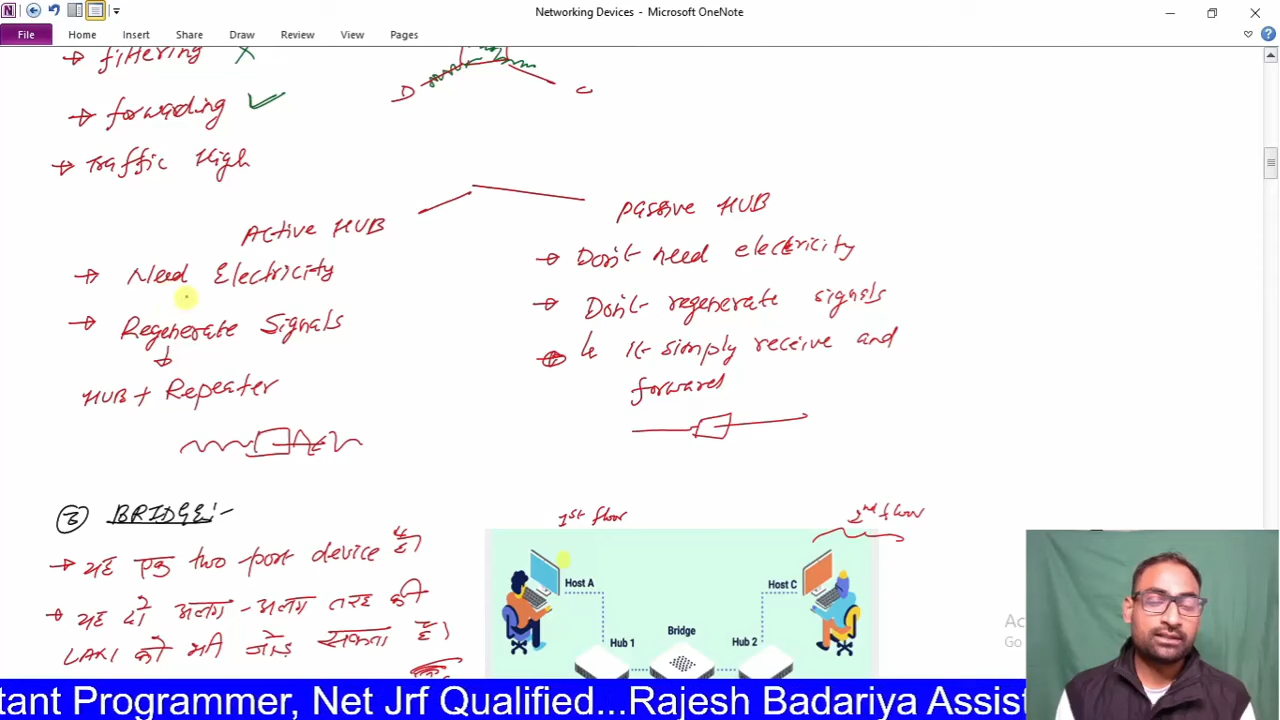 Networking Devices - Microsoft OneNote
File Home Insert Share Draw Review View Pages
→ filtering X
→ forwarding ✓
D C
→ Traffic High
Active HUB
→ Need Electricity
→ Regenerate Signals
HUB + Repeater
Passive HUB
→ Don't need electricity
→ Don't regenerate signals
It simply receive and
forward
③ BRIDGE:-
→ यह एक two port device है।
→ यह दो अलग-अलग तरह की
LAN को भी जोड़ सकता है।
1st floor
2nd floor
Host A
Host C
Hub 1
Bridge
Hub 2
Ac
Go
tant Programmer, Net Jrf Qualified...Rajesh Badariya Assist